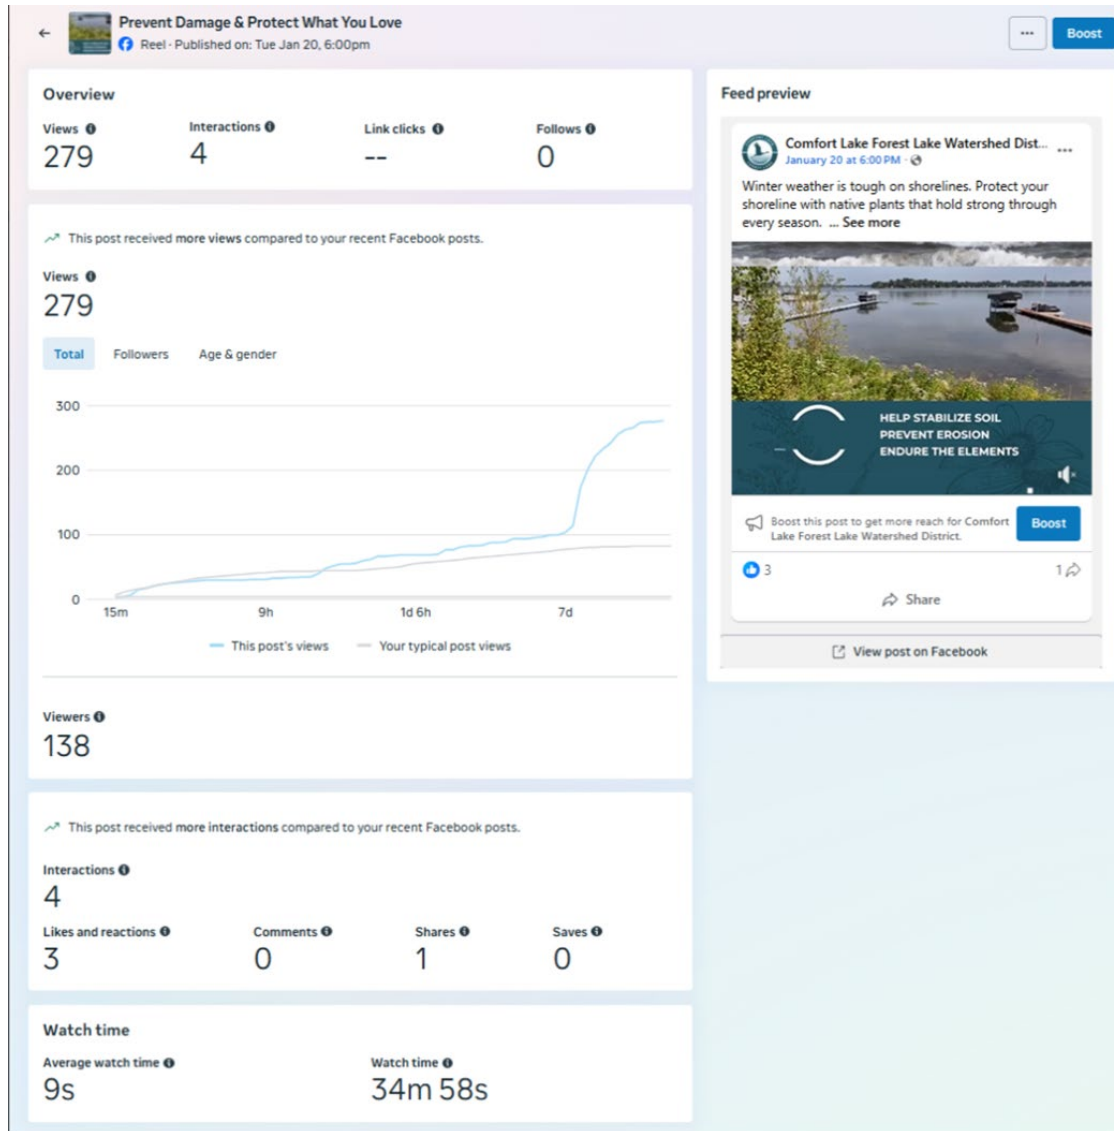 Prevent Damage & Protect What You Love
Reel · Published on: Tue Jan 20, 6:00pm
Boost
Overview
Views
279
Interactions
4
Link clicks
--
Follows
0
This post received more views compared to your recent Facebook posts.
Views
279
Total Followers Age & gender
300
200
100
0
15m 9h 1d 6h 7d
This post's views Your typical post views
Viewers
138
This post received more interactions compared to your recent Facebook posts.
Interactions
4
Likes and reactions
3
Comments
0
Shares
1
Saves
0
Watch time
Average watch time
9s
Watch time
34m 58s
Feed preview
Comfort Lake Forest Lake Watershed Dist...
January 20 at 6:00 PM ·
Winter weather is tough on shorelines. Protect your
shoreline with native plants that hold strong through
every season. ... See more
HELP STABILIZE SOIL
PREVENT EROSION
ENDURE THE ELEMENTS
Boost this post to get more reach for Comfort
Lake Forest Lake Watershed District.
Boost
3
1
Share
View post on Facebook